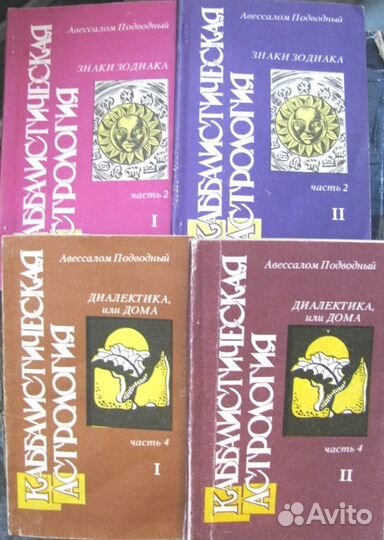 Авессалом Подводный
ЗНАКИ ЗОДИАКА
часть 2
I
КАББАЛИСТИЧЕСКАЯ
АСТРОЛОГИЯ
Авессалом Подводный
ЗНАКИ ЗОДИАКА
часть 2
II
КАББАЛИСТИЧЕСКАЯ
АСТРОЛОГИЯ
Авессалом Подводный
ДИАЛЕКТИКА,
или ДОМА
часть 4
I
КАББАЛИСТИЧЕСКАЯ
АСТРОЛОГИЯ
Авессалом Подводный
ДИАЛЕКТИКА,
или ДОМА
часть 4
II
КАББАЛИСТИЧЕСКАЯ
АСТРОЛОГИЯ
Avito